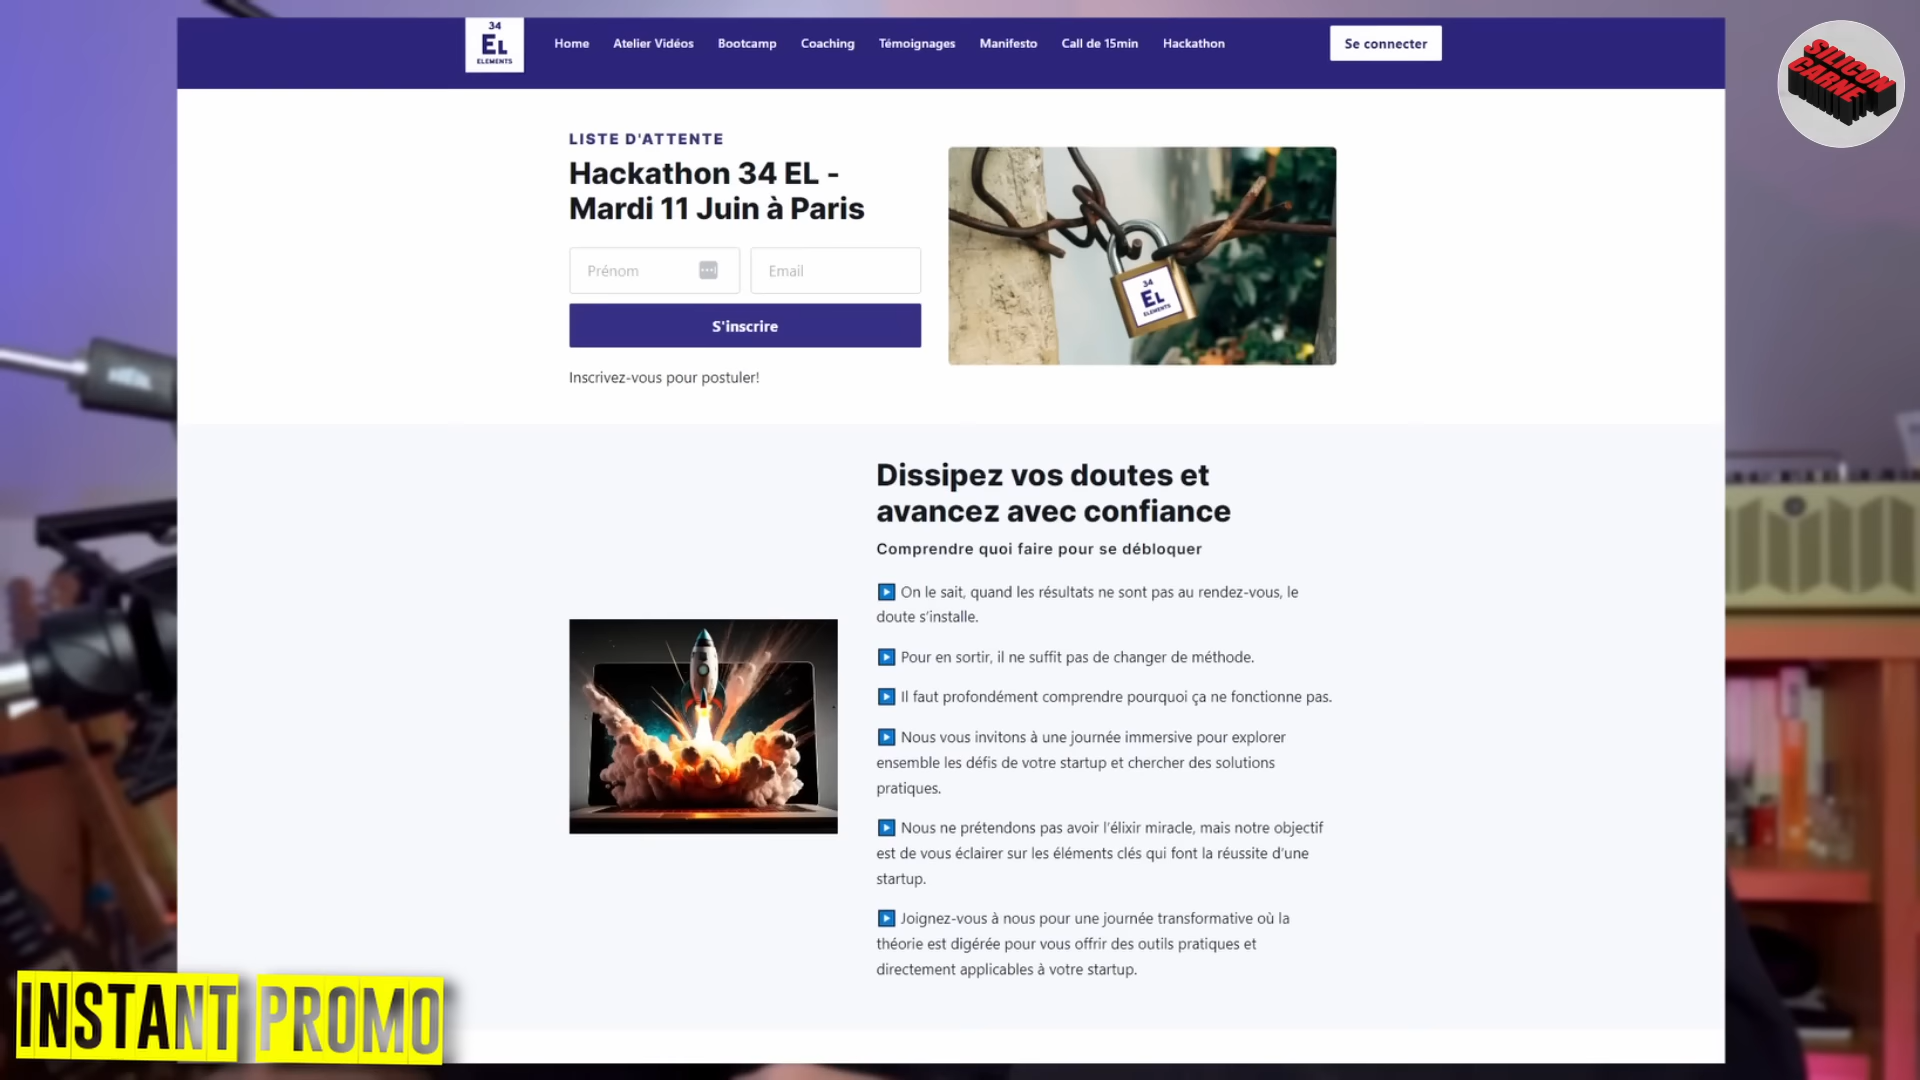 34
EL
ELEMENTS
Home
Atelier Vidéos
Bootcamp
Coaching
Témoignages
Manifesto
Call de 15min
Hackathon
Se connecter
SILICON
CARNE
LISTE D'ATTENTE
Hackathon 34 EL -
Mardi 11 Juin à Paris
Prénom
Email
S'inscrire
Inscrivez-vous pour postuler!
34
EL
ELEMENTS
Dissipez vos doutes et
avancez avec confiance
Comprendre quoi faire pour se débloquer
On le sait, quand les résultats ne sont pas au rendez-vous, le
doute s'installe.
Pour en sortir, il ne suffit pas de changer de méthode.
Il faut profondément comprendre pourquoi ça ne fonctionne pas.
Nous vous invitons à une journée immersive pour explorer
ensemble les défis de votre startup et chercher des solutions
pratiques.
Nous ne prétendons pas avoir l'élixir miracle, mais notre objectif
est de vous éclairer sur les éléments clés qui font la réussite d'une
startup.
Joignez-vous à nous pour une journée transformative où la
théorie est digérée pour vous offrir des outils pratiques et
directement applicables à votre startup.
INSTANT PROMO